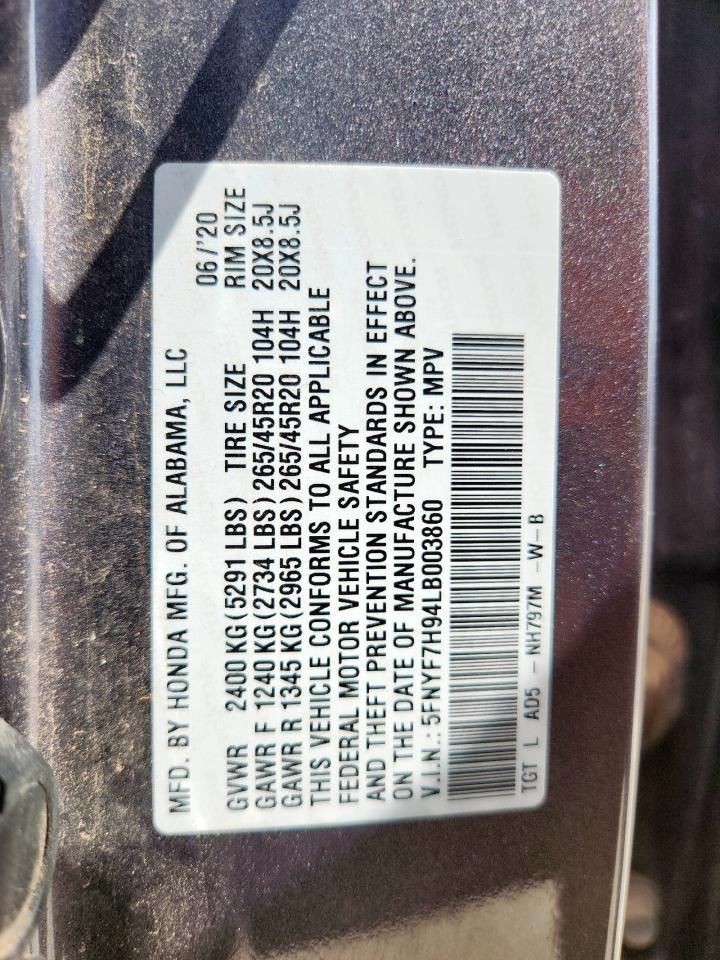 MFD. BY HONDA MFG. OF ALABAMA, LLC 06/'20
GVWR 2400 KG (5291 LBS) TIRE SIZE RIM SIZE
GAWR F 1240 KG (2734 LBS) 265/45R20 104H 20X8.5J
GAWR R 1345 KG (2965 LBS) 265/45R20 104H 20X8.5J
THIS VEHICLE CONFORMS TO ALL APPLICABLE
FEDERAL MOTOR VEHICLE SAFETY
AND THEFT PREVENTION STANDARDS IN EFFECT
ON THE DATE OF MANUFACTURE SHOWN ABOVE.
V.I.N.: 5FNYF7H94LB003860 TYPE: MPV
TGT L AD5 - NH797M -W-B